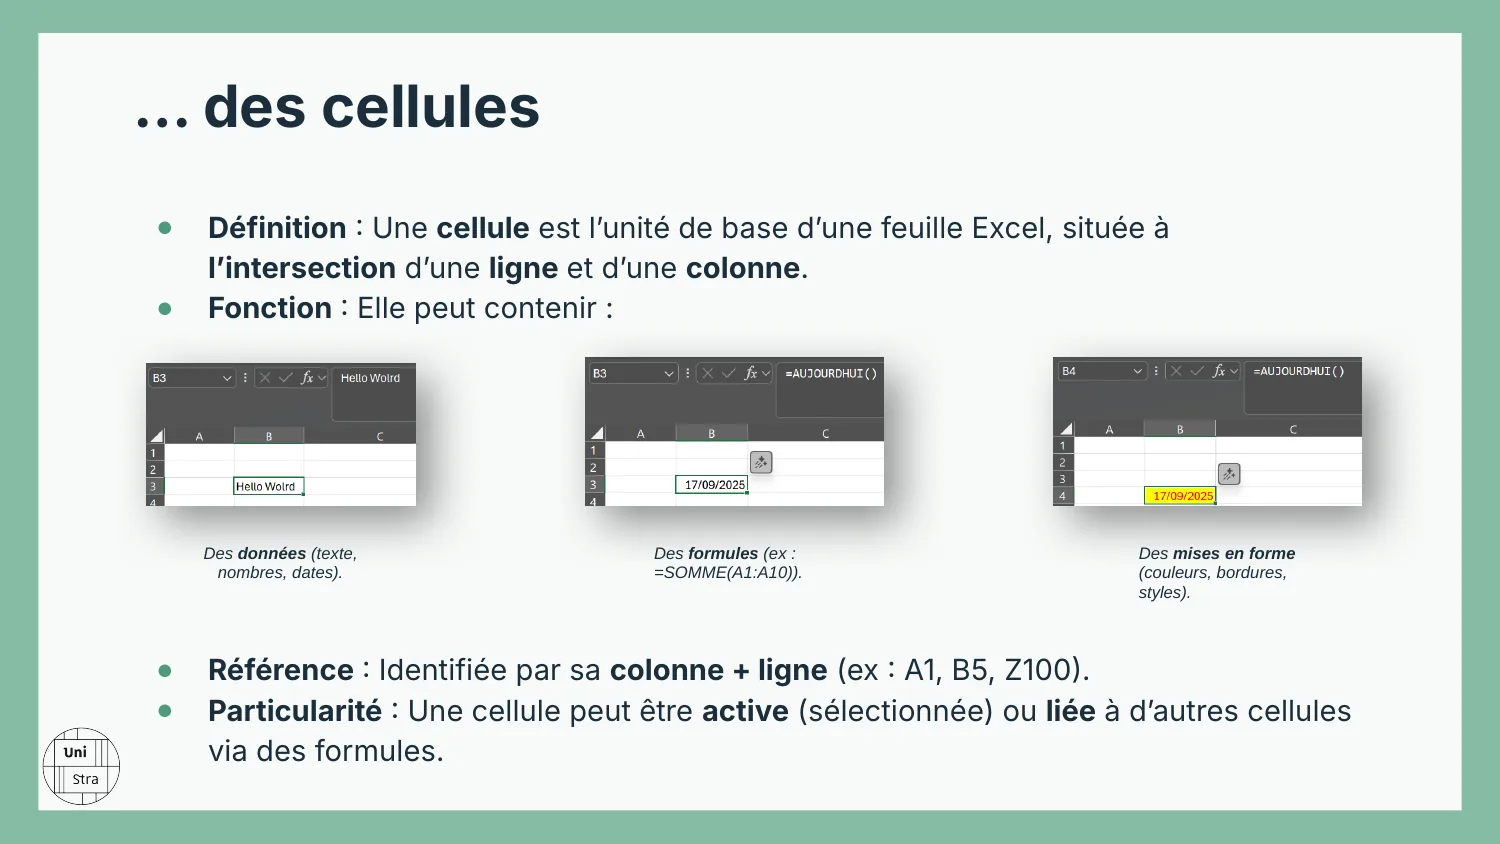 … des cellules
● Définition : Une cellule est l’unité de base d’une feuille Excel, située à
l’intersection d’une ligne et d’une colonne.
● Fonction : Elle peut contenir :
B3 fx Hello Wolrd
A B C
1
2
3 Hello Wolrd
4
B3 fx =AUJOURDHUI()
A B C
1
2
3 17/09/2025
4
B4 fx =AUJOURDHUI()
A B C
1
2
3
4 17/09/2025
Des données (texte,
nombres, dates).
Des formules (ex :
=SOMME(A1:A10)).
Des mises en forme
(couleurs, bordures,
styles).
● Référence : Identifiée par sa colonne + ligne (ex : A1, B5, Z100).
● Particularité : Une cellule peut être active (sélectionnée) ou liée à d’autres cellules
via des formules.
Uni
Stra